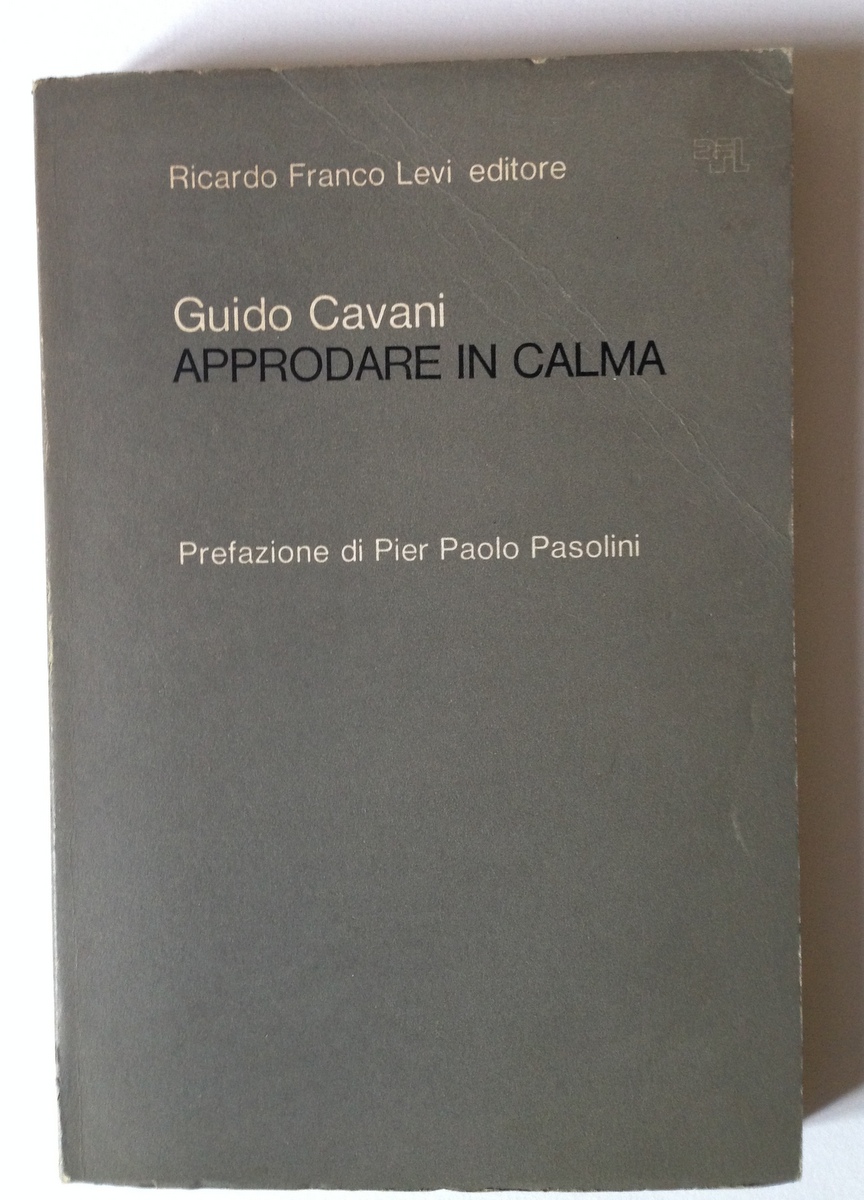 Ricardo Franco Levi editore
Guido Cavani
APPRODARE IN CALMA
Prefazione di Pier Paolo Pasolini